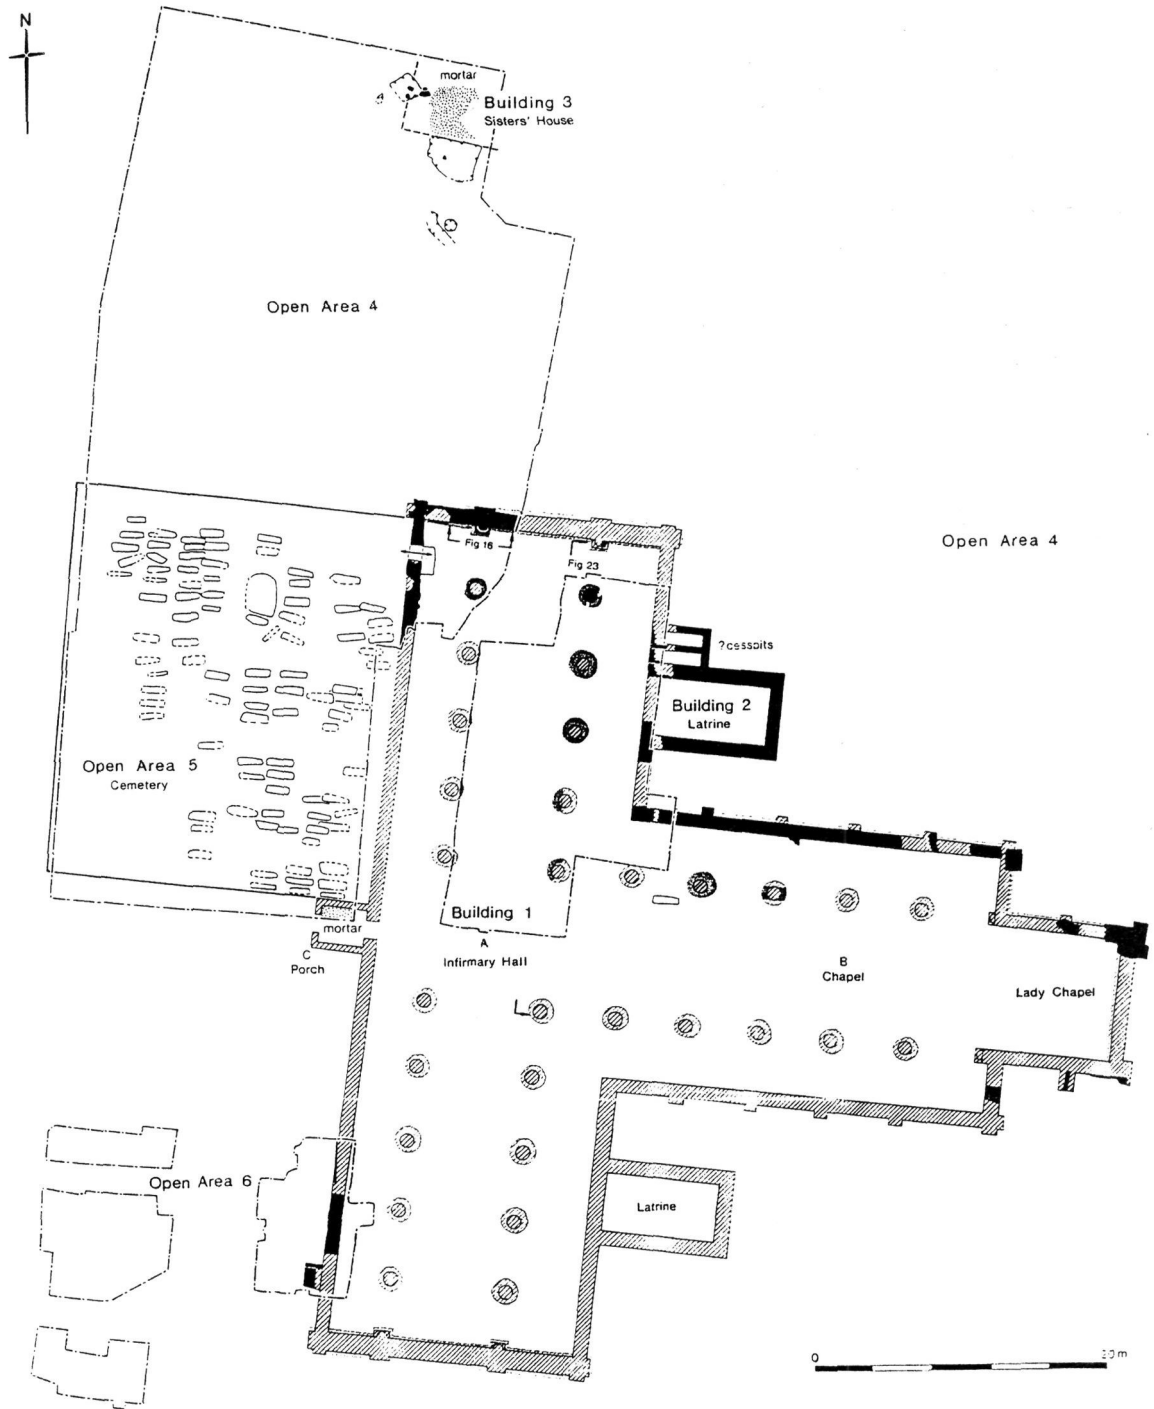 N
mortar
Building 3
Sisters' House
Open Area 4
Open Area 4
Fig 16
Fig 23
?cesspits
Building 2
Latrine
Open Area 5
Cemetery
Building 1
mortar
A
Infirmary Hall
C
Porch
B
Chapel
Lady Chapel
Open Area 6
Latrine
0